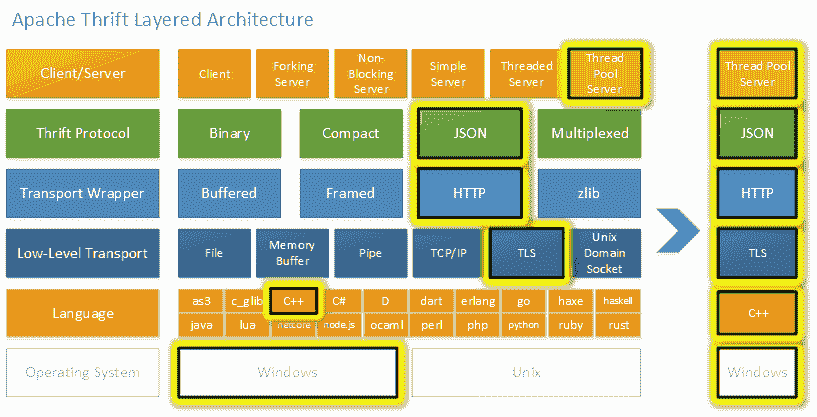 Apache Thrift Layered Architecture
Client/Server
Client
Forking
Server
Non-
Blocking
Server
Simple
Server
Threaded
Server
Thread
Pool
Server
Thread Pool
Server
Thrift Protocol
Binary
Compact
JSON
Multiplexed
JSON
Transport Wrapper
Buffered
Framed
HTTP
zlib
HTTP
Low-Level Transport
File
Memory
Buffer
Pipe
TCP/IP
TLS
Unix
Domain
Socket
TLS
Language
as3 c_glib C++ C# D dart erlang go haxe haskell
java lua netcore node.js ocaml perl php python ruby rust
C++
Operating System
Windows
Unix
Windows